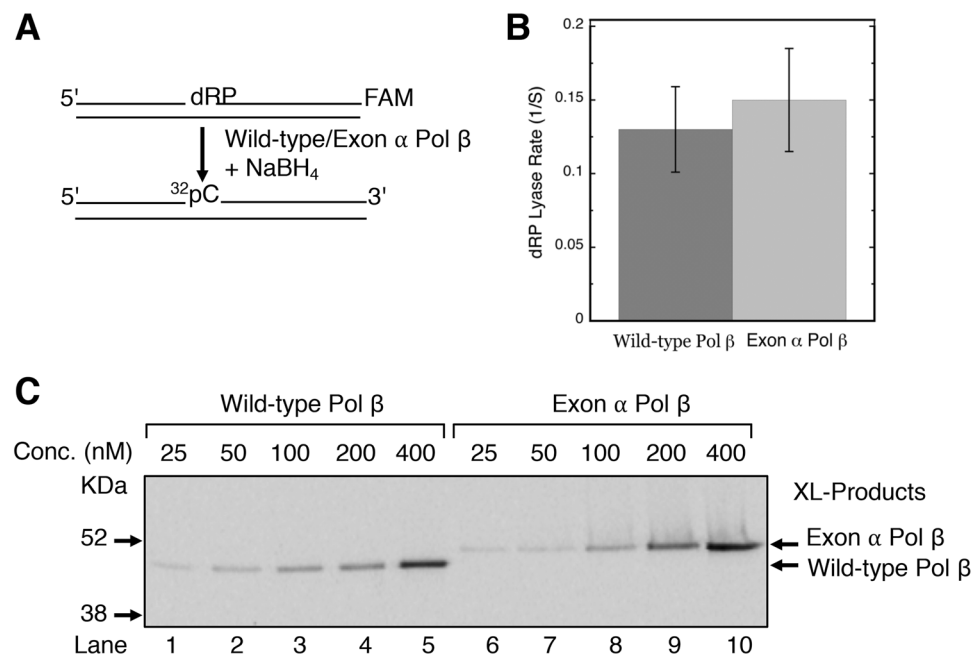 A
5' dRP FAM
Wild-type/Exon α Pol β
+ NaBH₄
5' ³²pC 3'
B
dRP Lyase Rate (1/S)
0.2
0.15
0.1
0.05
0
Wild-type Pol β Exon α Pol β
C
Wild-type Pol β Exon α Pol β
Conc. (nM) 25 50 100 200 400 25 50 100 200 400
KDa
XL-Products
52
Exon α Pol β
Wild-type Pol β
38
Lane 1 2 3 4 5 6 7 8 9 10